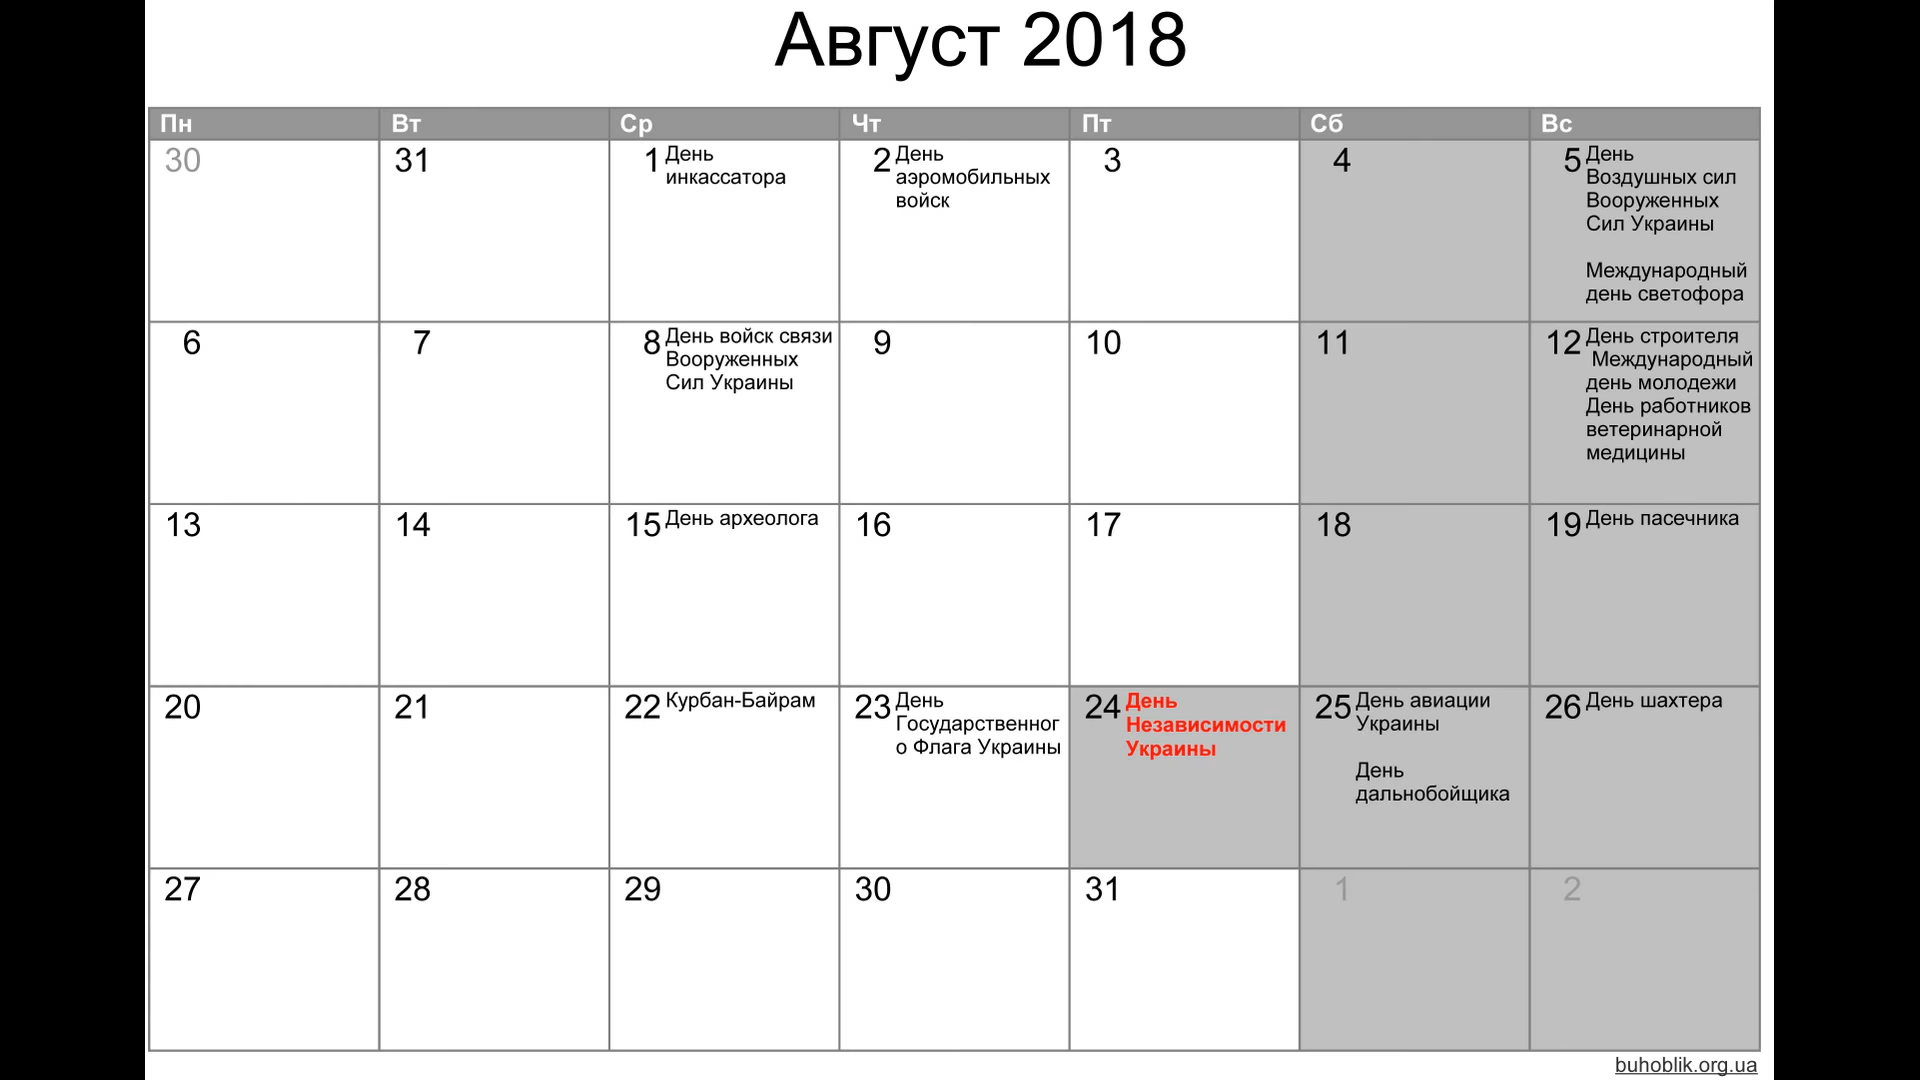 Август 2018
Пн Вт Ср Чт Пт Сб Вс
30
31
1 День
инкассатора
2 День
аэромобильных
войск
3
4
5 День
Воздушных сил
Вооруженных
Сил Украины
Международный
день светофора
6
7
8 День войск связи
Вооруженных
Сил Украины
9
10
11
12 День строителя
Международный
день молодежи
День работников
ветеринарной
медицины
13
14
15 День археолога
16
17
18
19 День пасечника
20
21
22 Курбан-Байрам
23 День
Государственног
о Флага Украины
24 День
Независимости
Украины
25 День авиации
Украины
День
дальнобойщика
26 День шахтера
27
28
29
30
31
1
2
buhoblik.org.ua